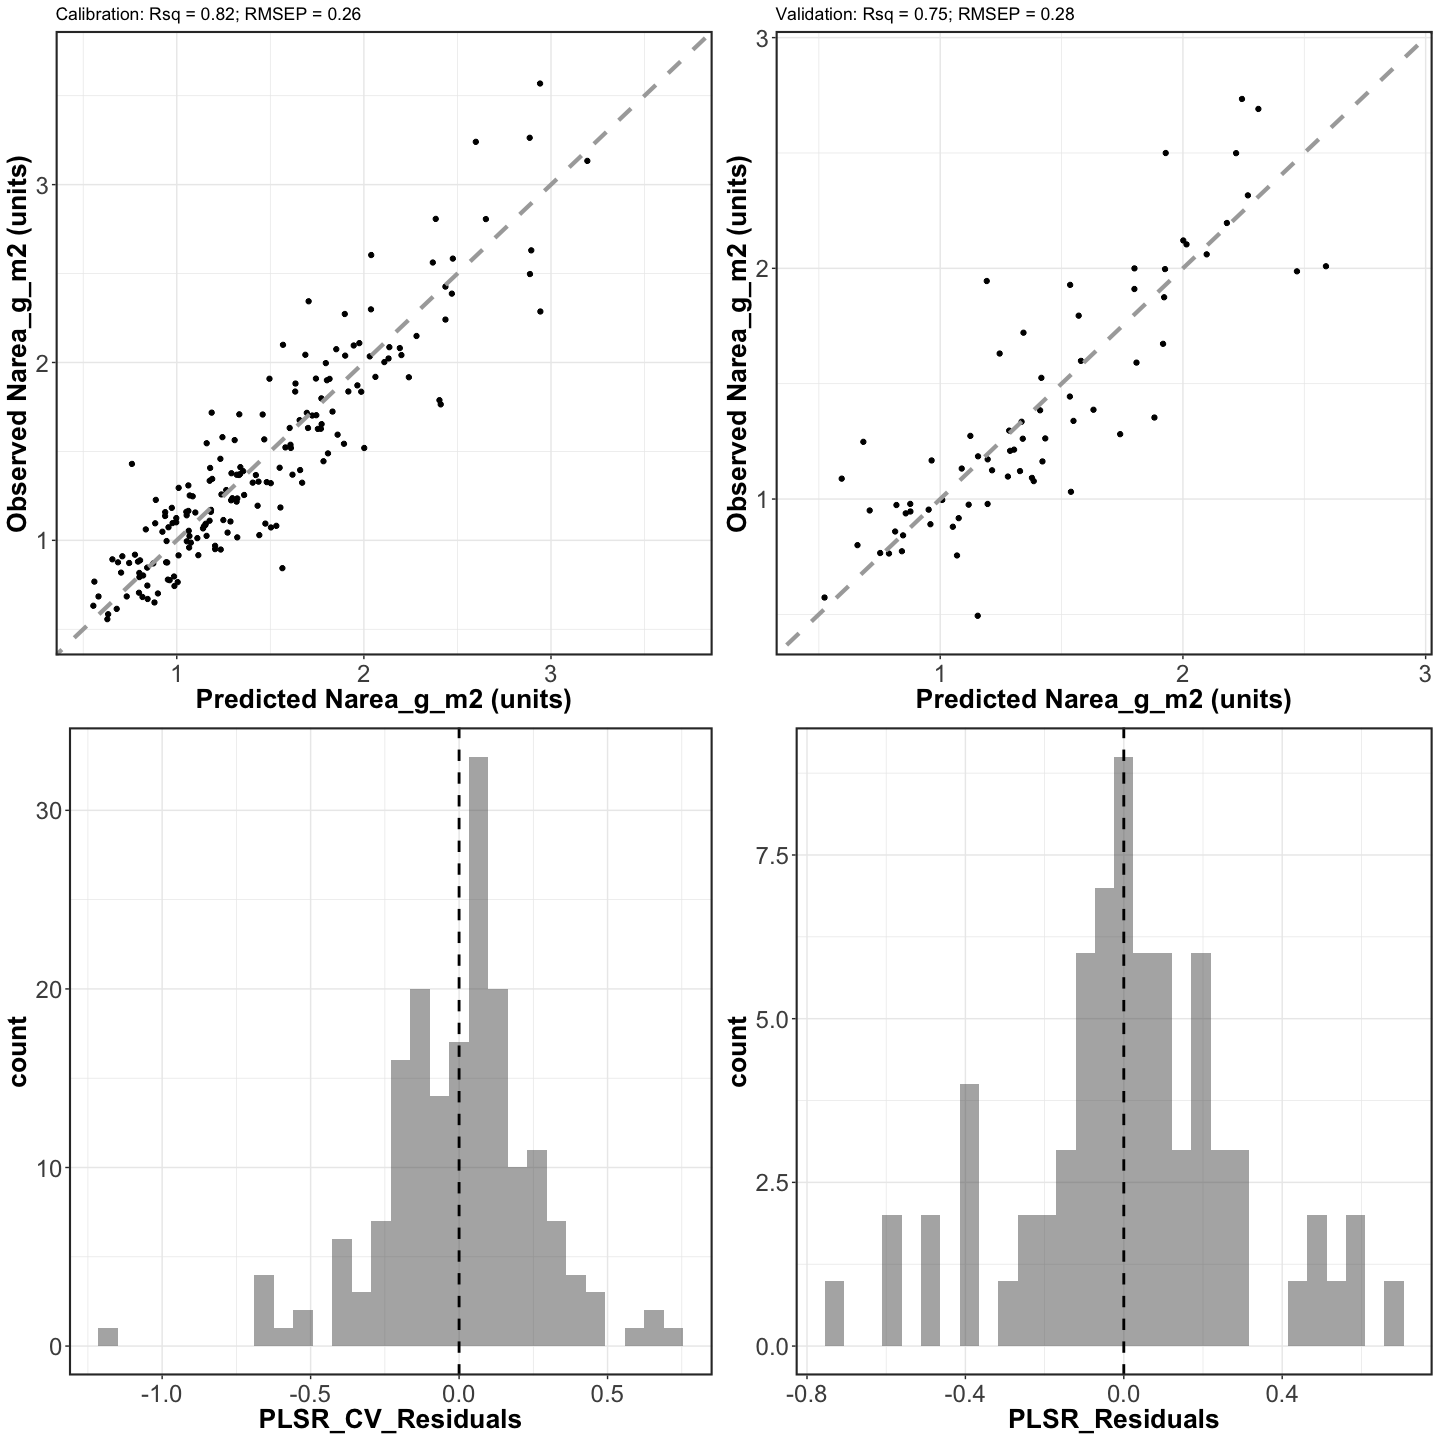 Calibration: Rsq = 0.82; RMSEP = 0.26
Observed Narea_g_m2 (units)
3
2
1
1 2 3
Predicted Narea_g_m2 (units)
Validation: Rsq = 0.75; RMSEP = 0.28
Observed Narea_g_m2 (units)
3
2
1
1 2 3
Predicted Narea_g_m2 (units)
count
30
20
10
0
-1.0 -0.5 0.0 0.5
PLSR_CV_Residuals
count
7.5
5.0
2.5
0.0
-0.8 -0.4 0.0 0.4
PLSR_Residuals